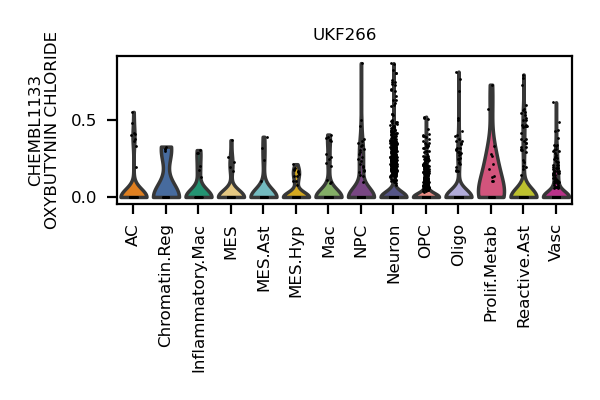 UKF266
CHEMBL1133
OXYBUTYNIN CHLORIDE
0.5
0.0
AC
Chromatin.Reg
Inflammatory.Mac
MES
MES.Ast
MES.Hyp
Mac
NPC
Neuron
OPC
Oligo
Prolif.Metab
Reactive.Ast
Vasc